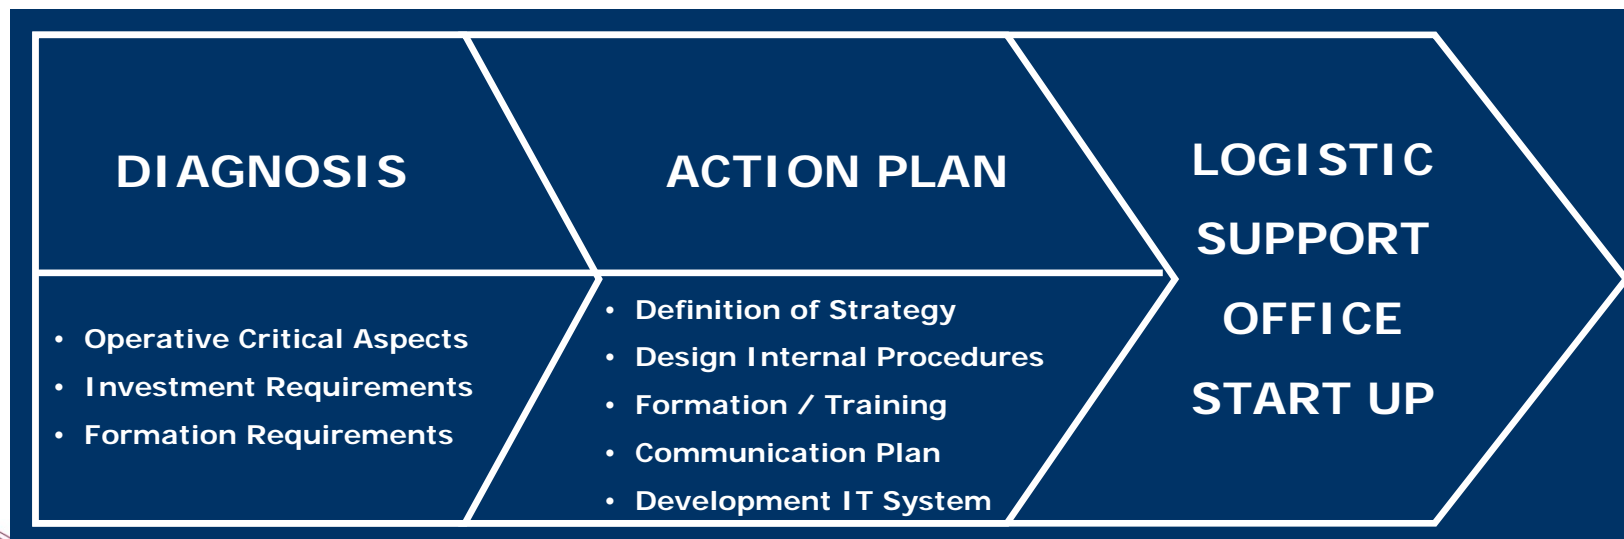 DIAGNOSIS
• Operative Critical Aspects
• Investment Requirements
• Formation Requirements
ACTION PLAN
• Definition of Strategy
• Design Internal Procedures
• Formation / Training
• Communication Plan
• Development IT System
LOGISTIC
SUPPORT
OFFICE
START UP